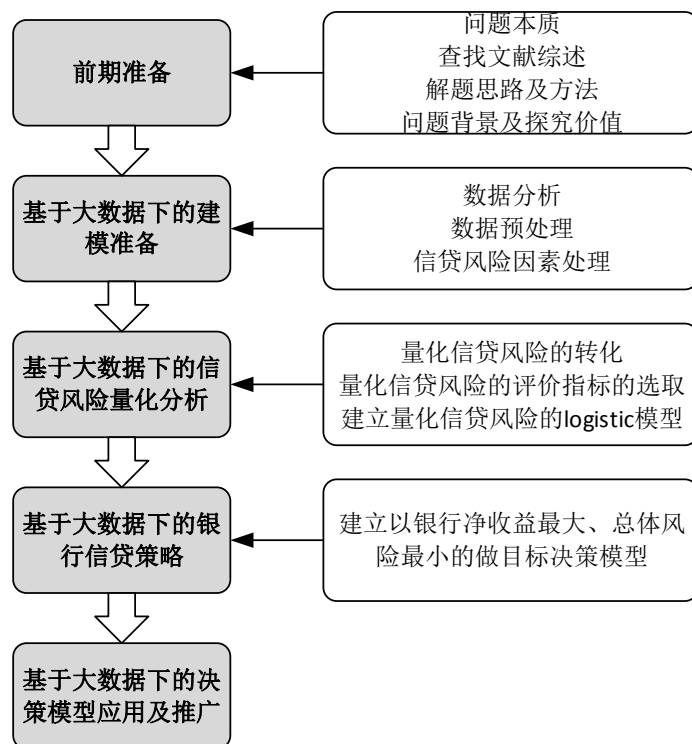 前期准备
问题本质
查找文献综述
解题思路及方法
问题背景及探究价值
基于大数据下的建
模准备
数据分析
数据预处理
信贷风险因素处理
基于大数据下的信
贷风险量化分析
量化信贷风险的转化
量化信贷风险的评价指标的选取
建立量化信贷风险的logistic模型
基于大数据下的银
行信贷策略
建立以银行净收益最大、总体风
险最小的做目标决策模型
基于大数据下的决
策模型应用及推广